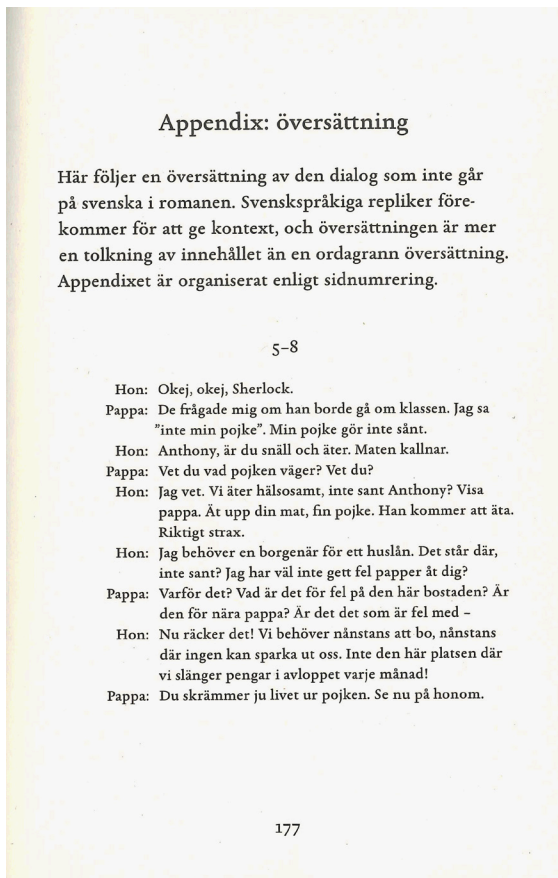 Appendix: översättning
Här följer en översättning av den dialog som inte går
på svenska i romanen. Svenskspråkiga repliker före-
kommer för att ge kontext, och översättningen är mer
en tolkning av innehållet än en ordagrann översättning.
Appendixet är organiserat enligt sidnumrering.
5–8
Hon: Okej, okej, Sherlock.
Pappa: De frågade mig om han borde gå om klassen. Jag sa
”inte min pojke”. Min pojke gör inte sånt.
Hon: Anthony, är du snäll och äter. Maten kallnar.
Pappa: Vet du vad pojken väger? Vet du?
Hon: Jag vet. Vi äter hälsosamt, inte sant Anthony? Visa
pappa. Ät upp din mat, fin pojke. Han kommer att äta.
Riktigt strax.
Hon: Jag behöver en borgenär för ett huslån. Det står där,
inte sant? Jag har väl inte gett fel papper åt dig?
Pappa: Varför det? Vad är det för fel på den här bostaden? Är
den för nära pappa? Är det det som är fel med –
Hon: Nu räcker det! Vi behöver nånstans att bo, nånstans
där ingen kan sparka ut oss. Inte den här platsen där
vi slänger pengar i avloppet varje månad!
Pappa: Du skrämmer ju livet ur pojken. Se nu på honom.
177